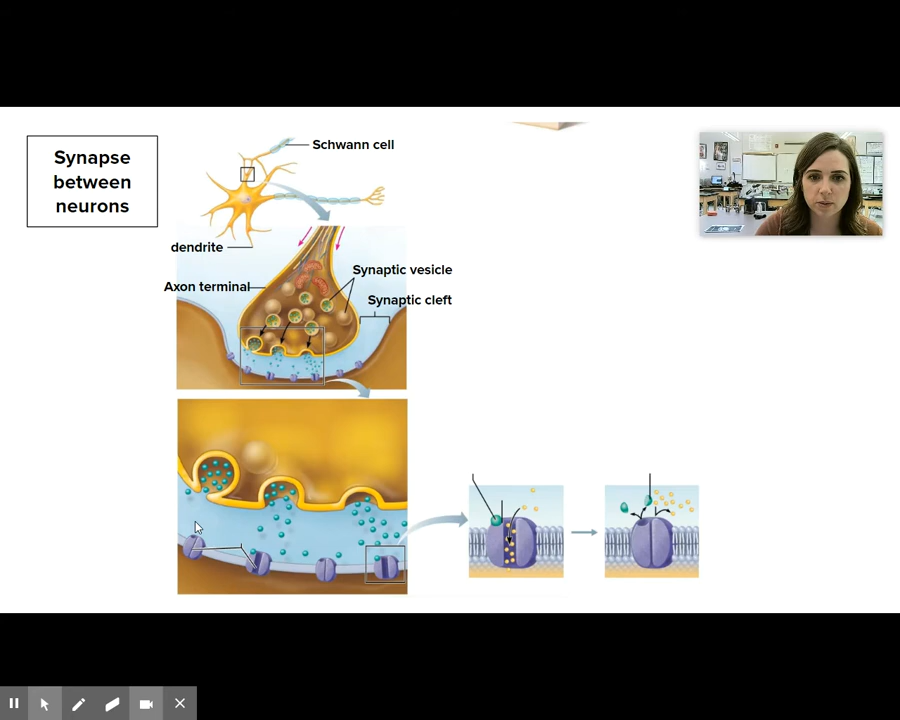 Synapse
between
neurons
Schwann cell
dendrite
Axon terminal
Synaptic vesicle
Synaptic cleft